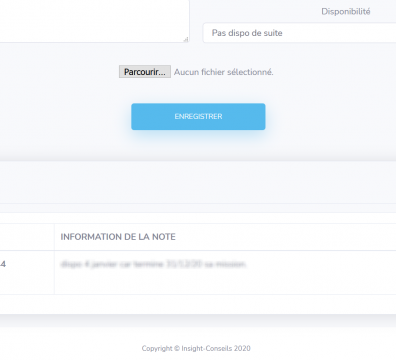 Disponibilité
Pas dispo de suite
Parcourir... Aucun fichier sélectionné.
ENREGISTRER
INFORMATION DE LA NOTE
4
dispo 4 janvier car termine 31/12/20 sa mission.
Copyright © Insight-Conseils 2020